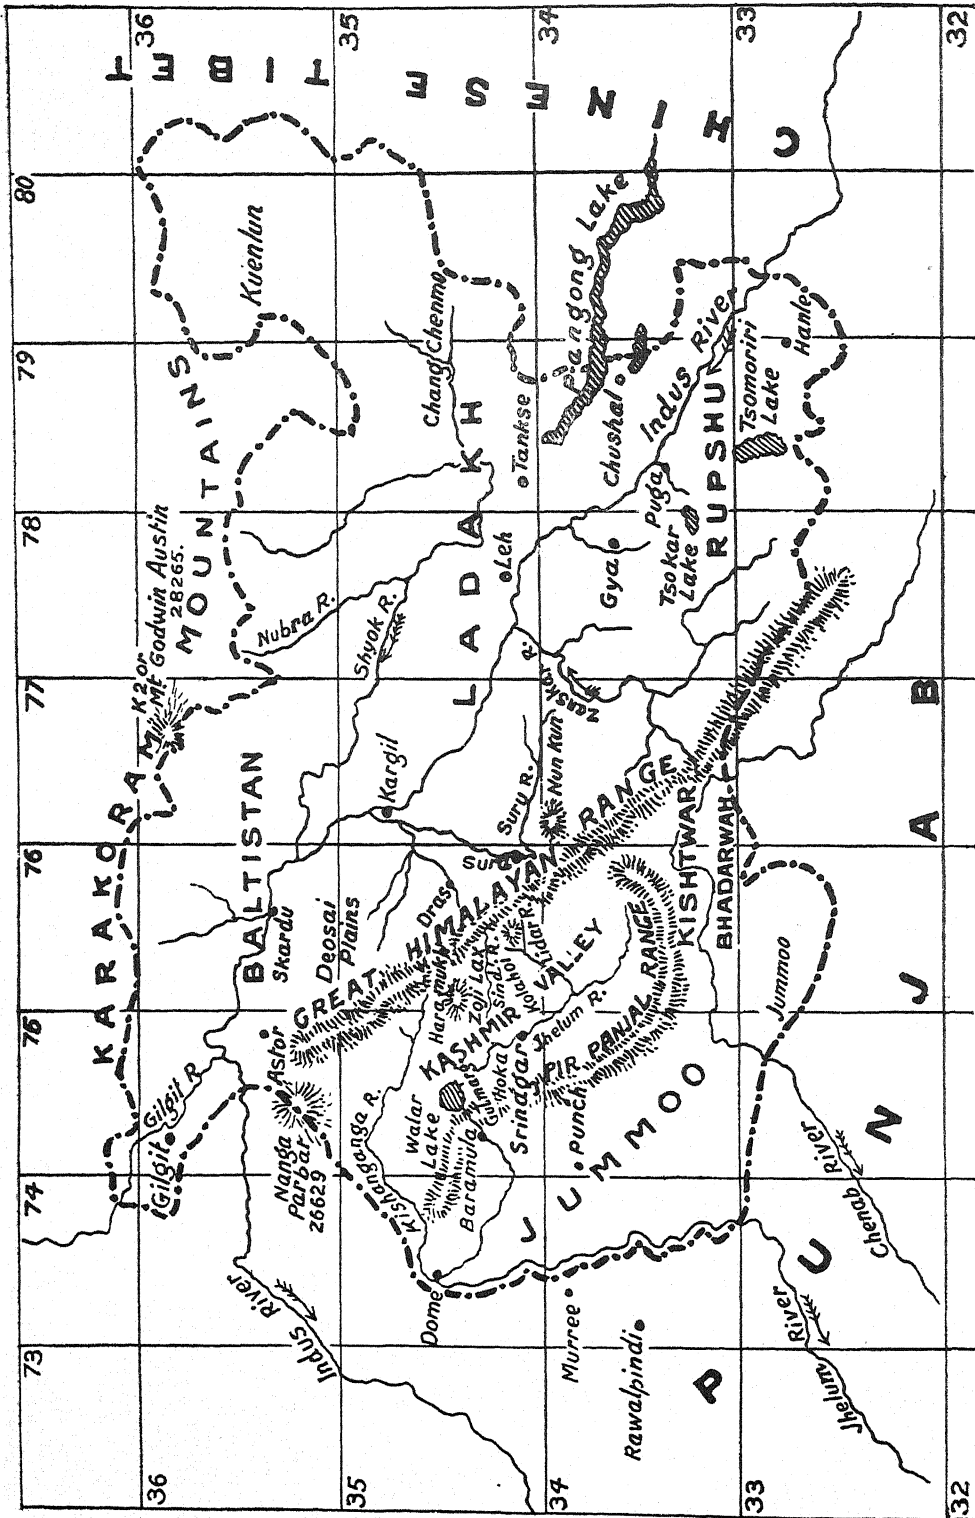 73
74
76
76
77
78
79
80
36
35
34
33
32
36
35
34
33
32
KARAKORAM
MOUNTAINS
K2 or
Mt Godwin Austin
28265.
Kuenlun
CHINESE TIBET
Gilgit R.
Gilgit
BALTISTAN
Skardu
Deosai
Plains
Astor
Nanga
Parbat
26629
Indus River
Nubra R.
Shyok R.
LADAKH
Chang Chenmo
Leh
Tankse
Pangong Lake
Chushal
Indus River
Kargil
Dras
Suru R.
Suru
Nun Kun
Zanskar R.
Gya
Puga
Tsokar
Lake
RUPSHU
Tsomoriri
Lake
Hanle
GREAT HIMALAYAN RANGE
Haramukh
Zoji La
Sind R.
Kolahoi
Lidar R.
KASHMIR VALLEY
Kishanganga R.
Walar
Lake
Baramula
Gulmarg
Srinagar
Jhelum R.
PIR PANJAL RANGE
Punch
KISHTWAR
BHADARWAH
JUMMOO
Jummoo
Dome
Murree
Rawalpindi
Chenab River
Jhelum River
PUNJAB